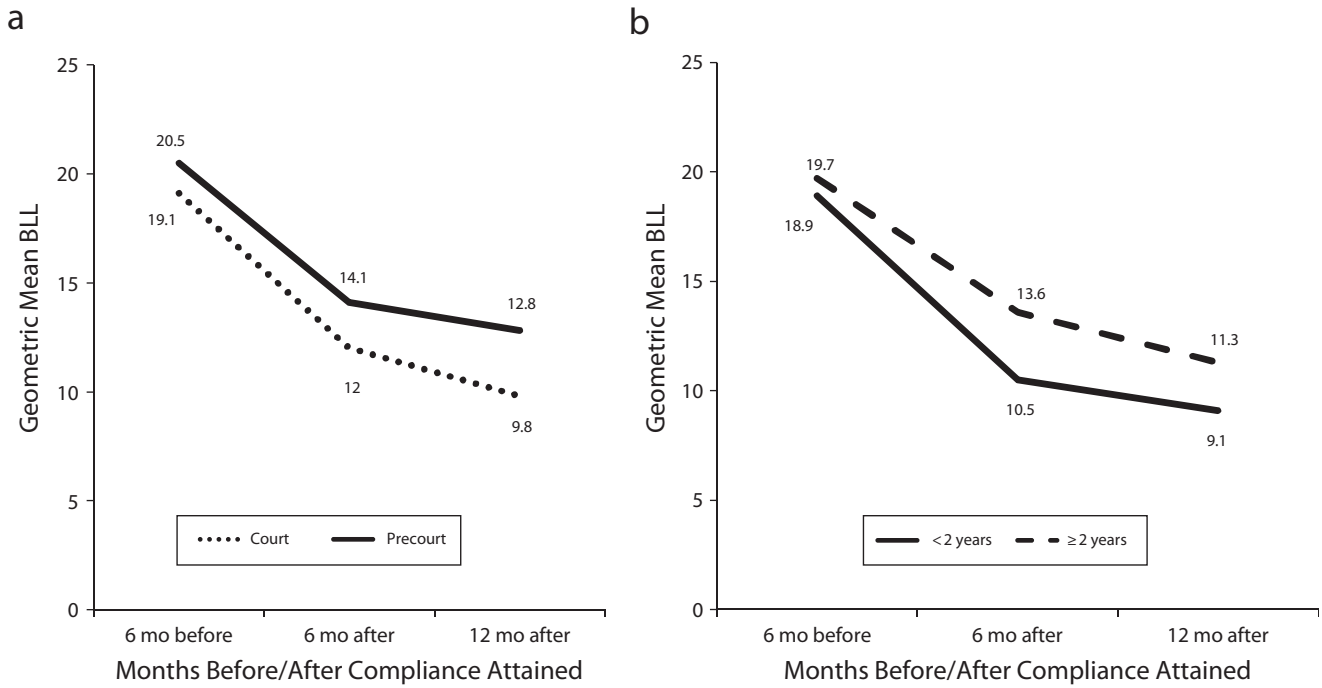 a
25
20
15
10
5
0
Geometric Mean BLL
20.5
19.1
14.1
12
12.8
9.8
Court Precourt
6 mo before 6 mo after 12 mo after
Months Before/After Compliance Attained
b
25
20
15
10
5
0
Geometric Mean BLL
19.7
18.9
13.6
10.5
11.3
9.1
< 2 years ≥ 2 years
6 mo before 6 mo after 12 mo after
Months Before/After Compliance Attained